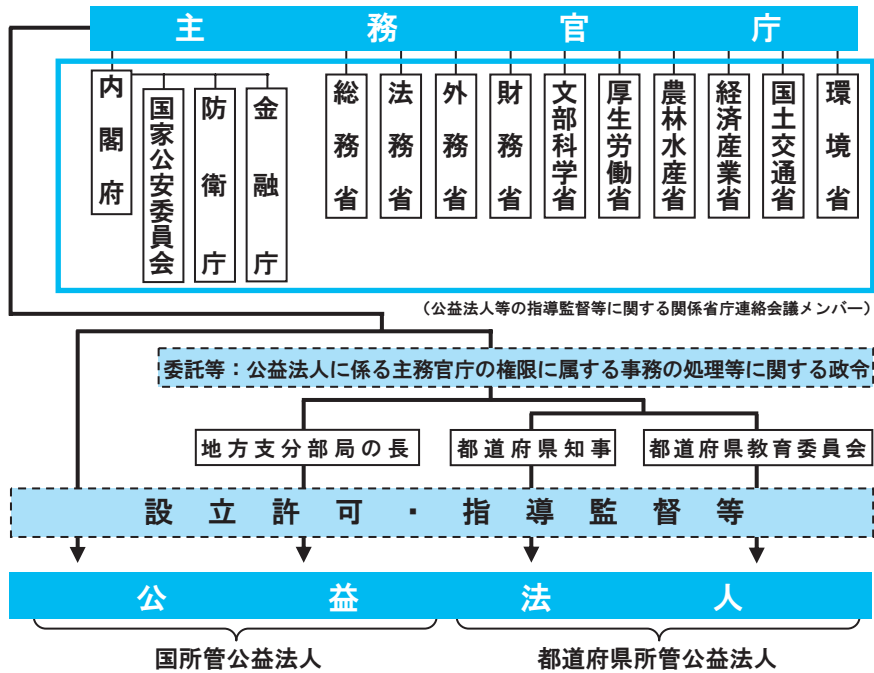 主務官庁
内閣府
国家公安委員会
防衛庁
金融庁
総務省
法務省
外務省
財務省
文部科学省
厚生労働省
農林水産省
経済産業省
国土交通省
環境省
（公益法人等の指導監督等に関する関係省庁連絡会議メンバー）
委託等：公益法人に係る主務官庁の権限に属する事務の処理等に関する政令
地方支分部局の長
都道府県知事
都道府県教育委員会
設立許可・指導監督等
公益法人
国所管公益法人
都道府県所管公益法人